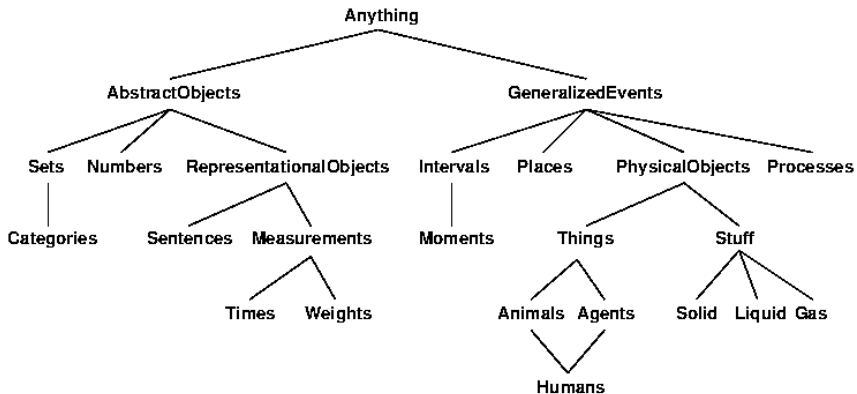 Anything
AbstractObjects GeneralizedEvents
Sets Numbers RepresentationalObjects Intervals Places PhysicalObjects Processes
Categories Sentences Measurements Moments Things Stuff
Times Weights Animals Agents Solid Liquid Gas
Humans